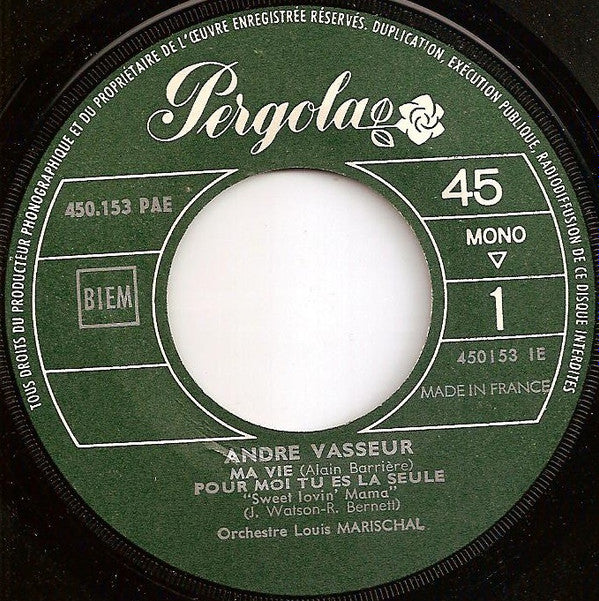 TOUS DROITS DU PRODUCTEUR PHONOGRAPHIQUE ET DU PROPRIÉTAIRE DE L'ŒUVRE ENREGISTRÉE RÉSERVÉS. DUPLICATION, EXÉCUTION PUBLIQUE, RADIODIFFUSION DE CE DISQUE INTERDITES
Pergola
450.153 PAE
BIEM
45
MONO
1
450153 1E
MADE IN FRANCE
ANDRE VASSEUR
MA VIE (Alain Barrière)
POUR MOI TU ES LA SEULE
"Sweet lovin' Mama"
(J. Watson-R. Bernett)
Orchestre Louis MARISCHAL